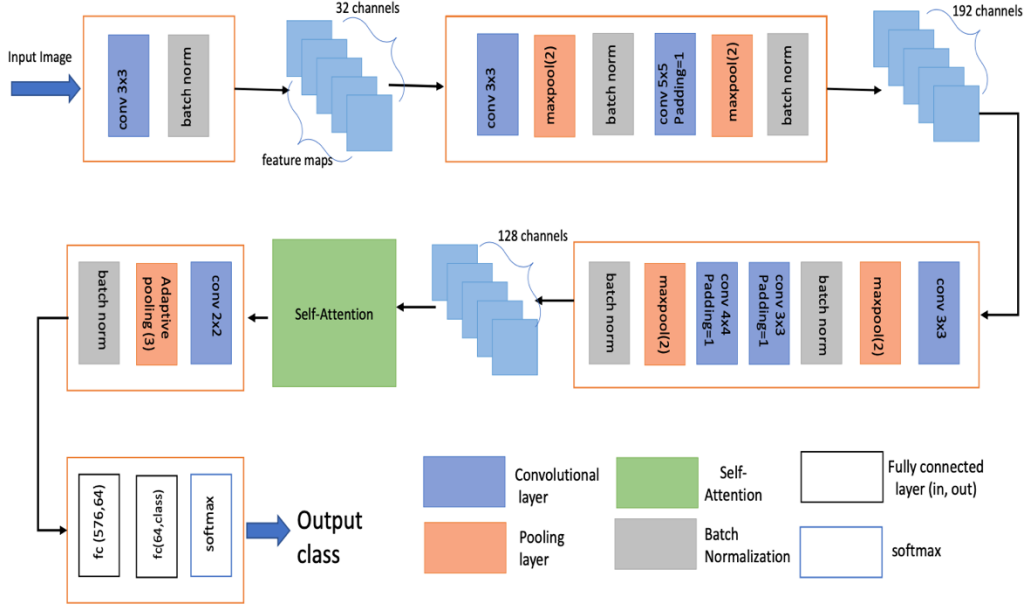 Input Image
conv 3x3
batch norm
32 channels
feature maps
conv 3x3
maxpool(2)
batch norm
conv 5x5
Padding=1
maxpool(2)
batch norm
192 channels
conv 3x3
maxpool(2)
batch norm
conv 3x3
Padding=1
conv 4x4
Padding=1
maxpool(2)
batch norm
128 channels
Self-Attention
conv 2x2
Adaptive
pooling (3)
batch norm
fc (576,64)
fc(64,class)
softmax
Output
class
Convolutional
layer
Pooling
layer
Self-
Attention
Batch
Normalization
Fully connected
layer (in, out)
softmax